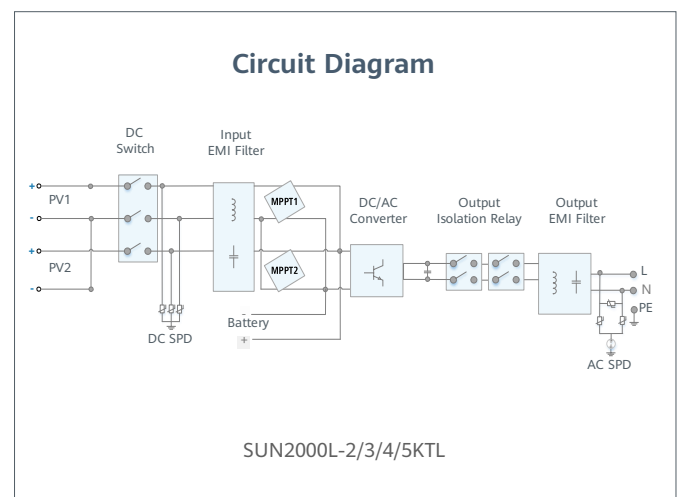 Circuit Diagram
DC
Switch
Input
EMI Filter
+
PV1
-
+
PV2
-
MPPT1
MPPT2
DC/AC
Converter
Output
Isolation Relay
Output
EMI Filter
L
N
PE
-
Battery
+
DC SPD
AC SPD
SUN2000L-2/3/4/5KTL